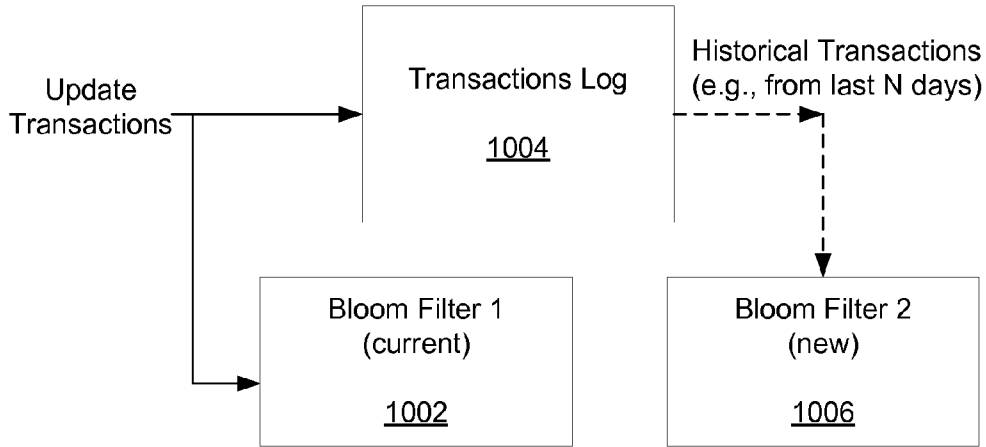 Update
Transactions
Transactions Log
1004
Historical Transactions
(e.g., from last N days)
Bloom Filter 1
(current)
1002
Bloom Filter 2
(new)
1006